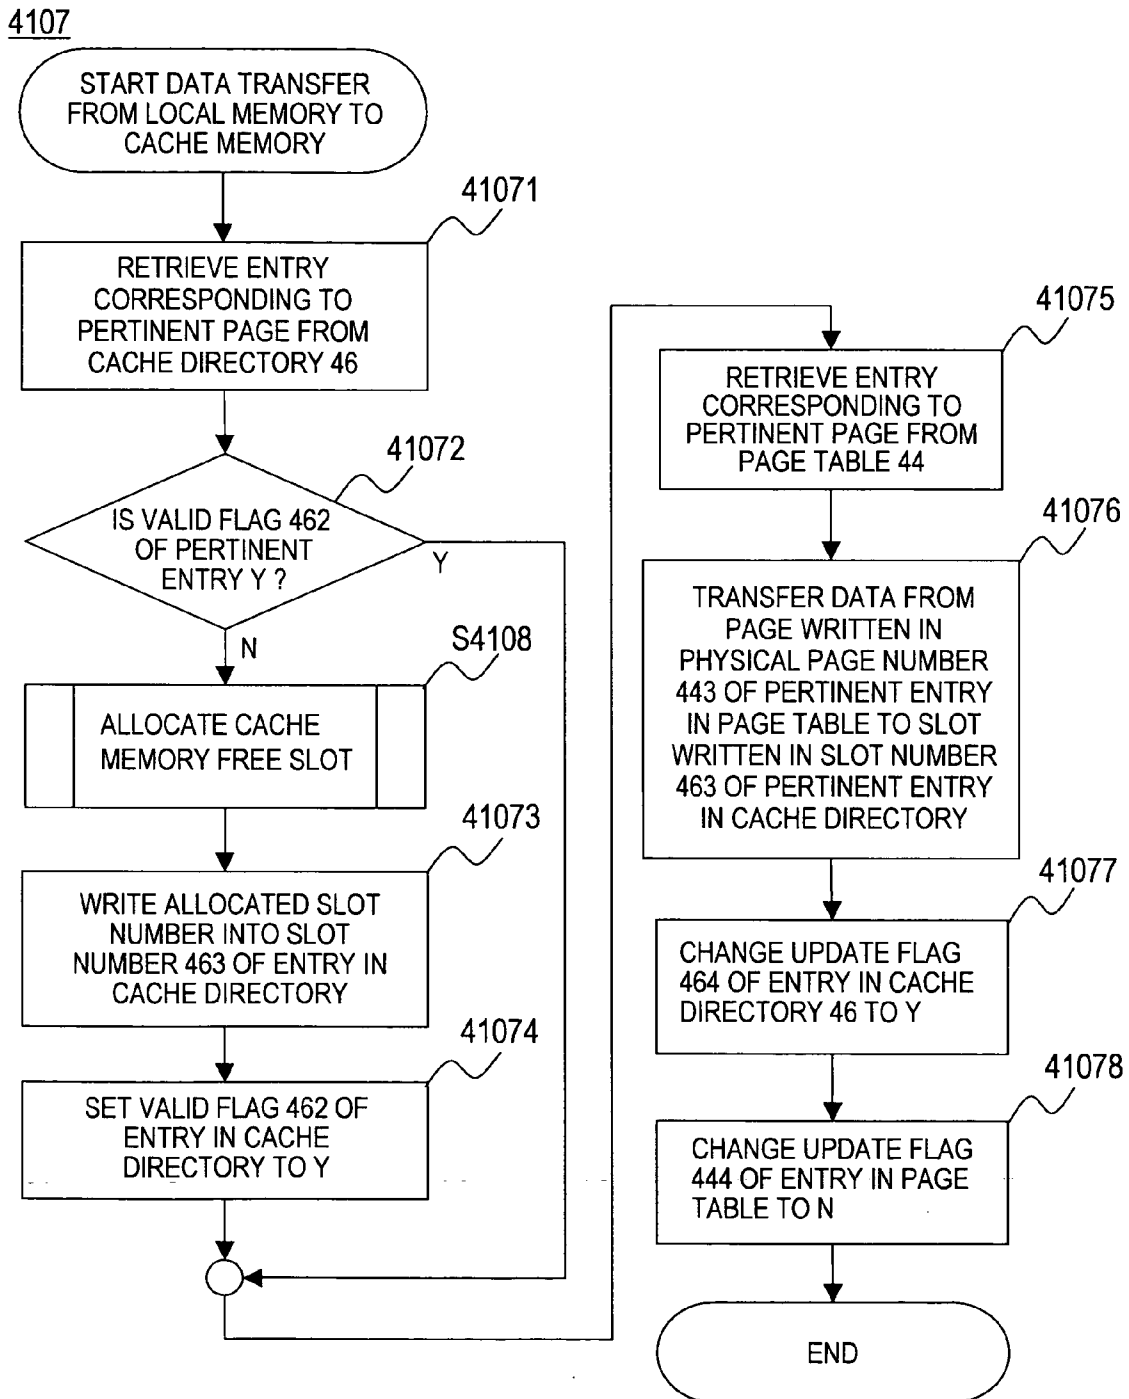 4107
START DATA TRANSFER
FROM LOCAL MEMORY TO
CACHE MEMORY
41071
RETRIEVE ENTRY
CORRESPONDING TO
PERTINENT PAGE FROM
CACHE DIRECTORY 46
41072
IS VALID FLAG 462
OF PERTINENT
ENTRY Y ?
Y
N
S4108
ALLOCATE CACHE
MEMORY FREE SLOT
41073
WRITE ALLOCATED SLOT
NUMBER INTO SLOT
NUMBER 463 OF ENTRY IN
CACHE DIRECTORY
41074
SET VALID FLAG 462 OF
ENTRY IN CACHE
DIRECTORY TO Y
41075
RETRIEVE ENTRY
CORRESPONDING TO
PERTINENT PAGE FROM
PAGE TABLE 44
41076
TRANSFER DATA FROM
PAGE WRITTEN IN
PHYSICAL PAGE NUMBER
443 OF PERTINENT ENTRY
IN PAGE TABLE TO SLOT
WRITTEN IN SLOT NUMBER
463 OF PERTINENT ENTRY
IN CACHE DIRECTORY
41077
CHANGE UPDATE FLAG
464 OF ENTRY IN CACHE
DIRECTORY 46 TO Y
41078
CHANGE UPDATE FLAG
444 OF ENTRY IN PAGE
TABLE TO N
END